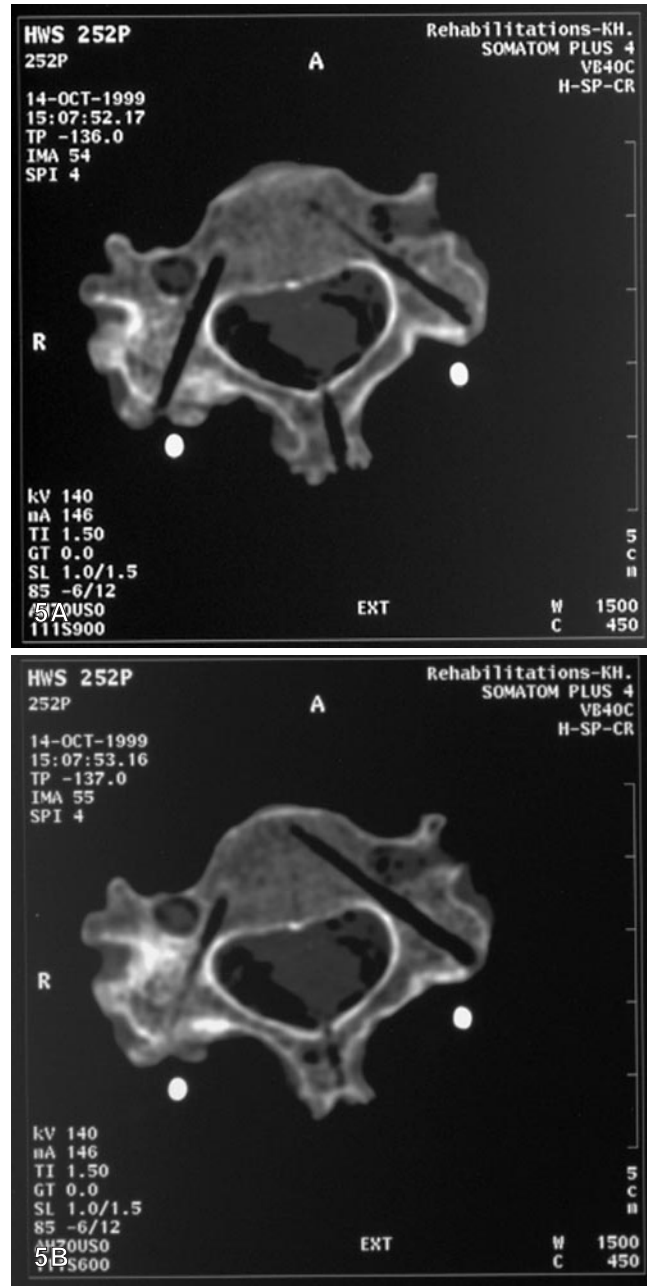 HWS 252P
252P
14-OCT-1999
15:07:52.17
TP -136.0
IMA 54
SPI 4
A
Rehabilitations-KH.
SOMATOM PLUS 4
VB40C
H-SP-CR
R
kV 140
mA 146
TI 1.50
GT 0.0
SL 1.0/1.5
85 -6/12
5A
111S900
EXT
5
c
m
W 1500
C 450
HWS 252P
252P
14-OCT-1999
15:07:53.16
TP -137.0
IMA 55
SPI 4
A
Rehabilitations-KH.
SOMATOM PLUS 4
VB40C
H-SP-CR
R
kV 140
mA 146
TI 1.50
GT 0.0
SL 1.0/1.5
85 -6/12
5B
EXT
5
c
m
W 1500
C 450